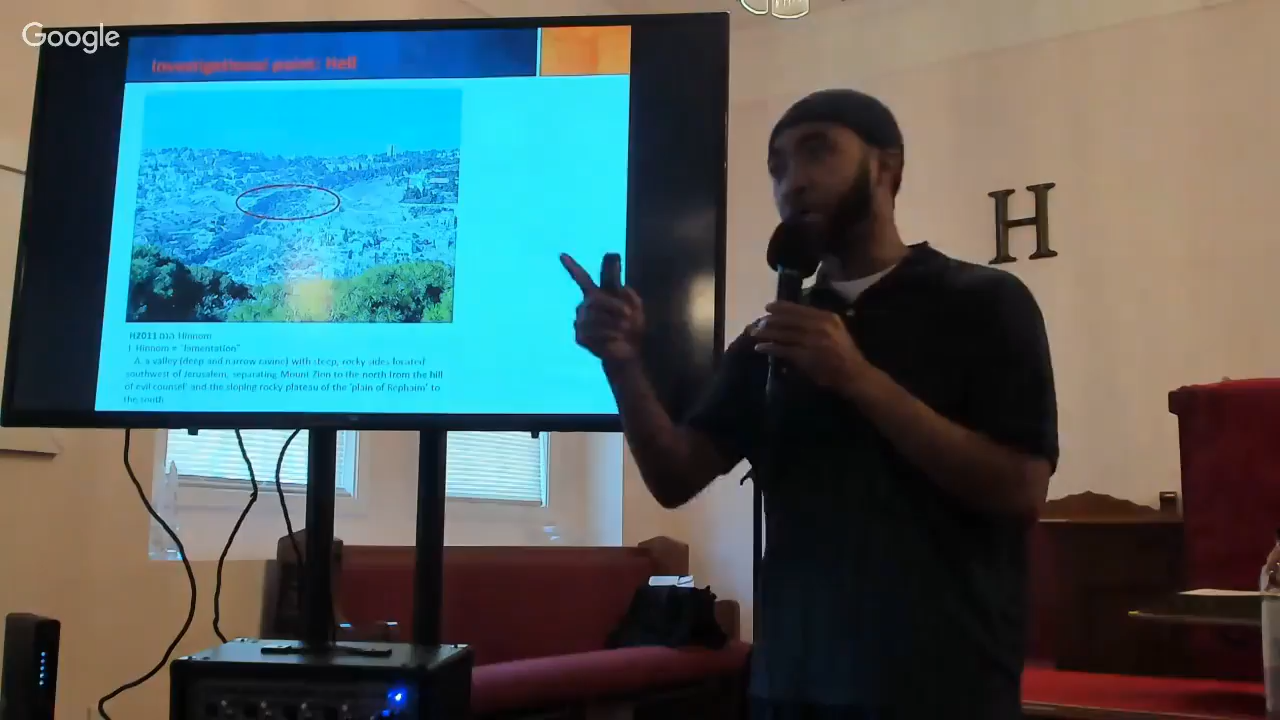 Google
Investigational point: Hell
H2011 הנם Hinnom
1 Hinnom = "lamentation"
A. a valley (deep and narrow ravine) with steep, rocky sides located
southwest of Jerusalem, separating Mount Zion to the north from the 'hill
of evil counsel' and the sloping rocky plateau of the 'plain of Rephaim' to
the south
H